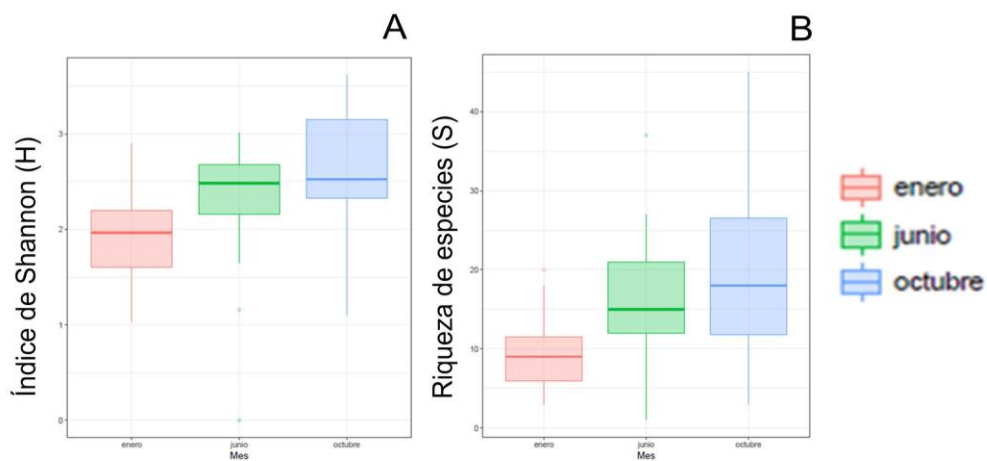 A
Índice de Shannon (H)
3
2
1
0
enero junio octubre
Mes
B
Riqueza de especies (S)
40
30
20
10
0
enero junio octubre
Mes
enero
junio
octubre